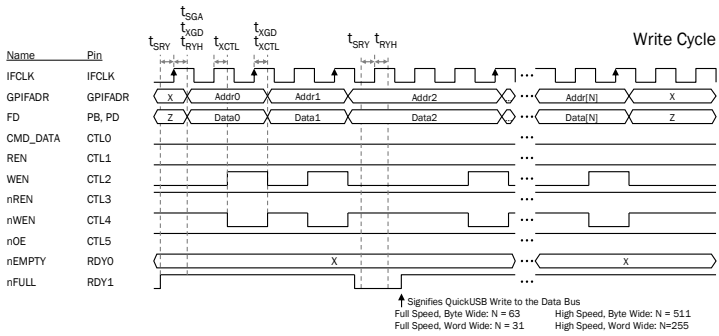 Write Cycle
tSGA
tXGD
tRYH
tSRY
tXCTL
tXGD
tXCTL
tSRY
tRYH
Name Pin
IFCLK IFCLK
GPIFADR GPIFADR X Addr0 Addr1 Addr2 ... Addr[N] X
FD PB, PD Z Data0 Data1 Data2 ... Data[N] Z
CMD_DATA CTL0 ...
REN CTL1 ...
WEN CTL2 ...
nREN CTL3 ...
nWEN CTL4 ...
nOE CTL5 ...
nEMPTY RDY0 X ... X
nFULL RDY1 ...
Signifies QuickUSB Write to the Data Bus
Full Speed, Byte Wide: N = 63 High Speed, Byte Wide: N = 511
Full Speed, Word Wide: N = 31 High Speed, Word Wide: N=255